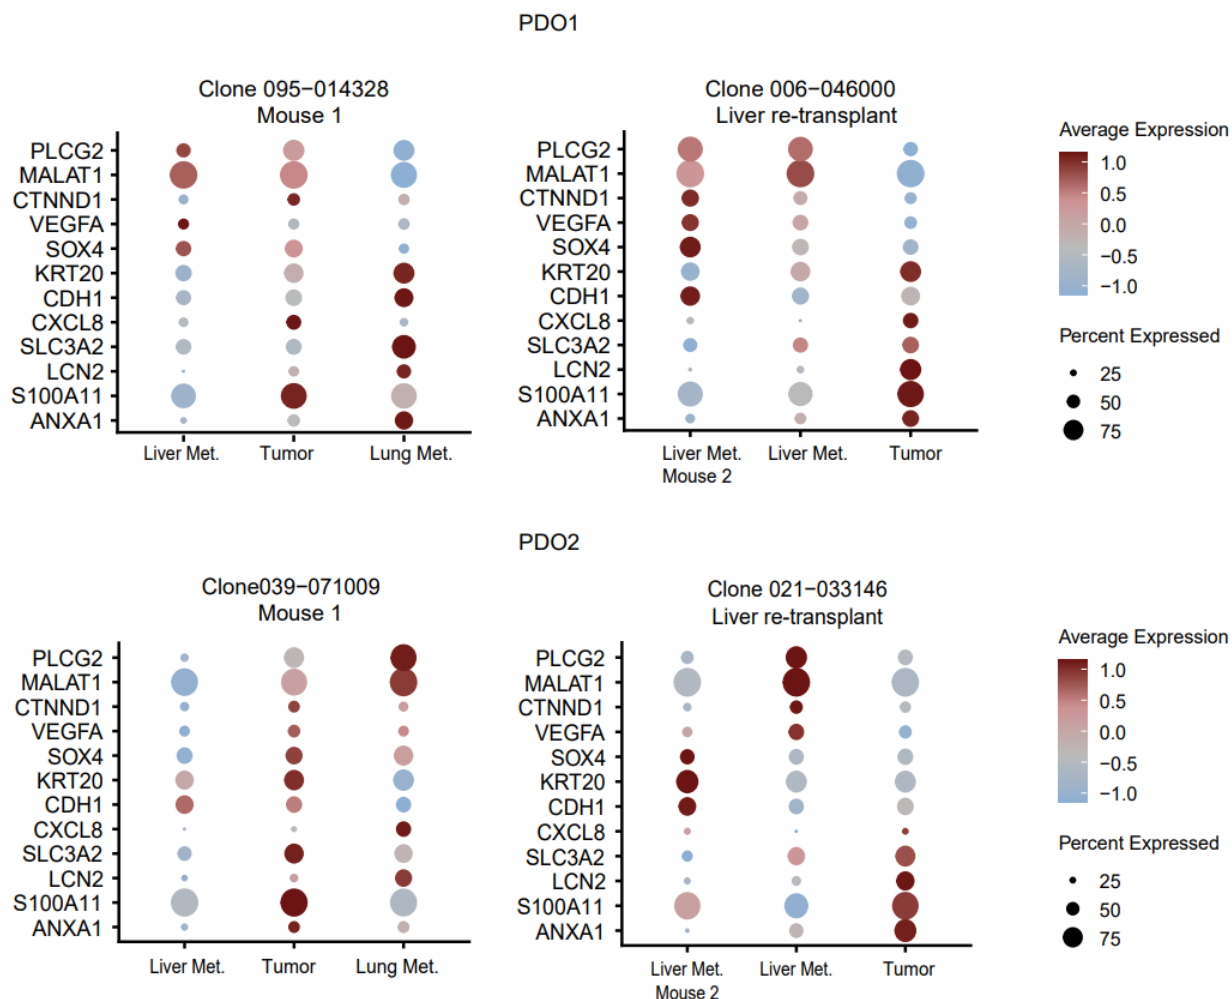 PDO1
Clone 095−014328
Mouse 1
PLCG2
MALAT1
CTNND1
VEGFA
SOX4
KRT20
CDH1
CXCL8
SLC3A2
LCN2
S100A11
ANXA1
Liver Met.
Tumor
Lung Met.
Clone 006−046000
Liver re-transplant
PLCG2
MALAT1
CTNND1
VEGFA
SOX4
KRT20
CDH1
CXCL8
SLC3A2
LCN2
S100A11
ANXA1
Liver Met.
Mouse 2
Liver Met.
Tumor
Average Expression
1.0
0.5
0.0
−0.5
−1.0
Percent Expressed
25
50
75
PDO2
Clone039−071009
Mouse 1
PLCG2
MALAT1
CTNND1
VEGFA
SOX4
KRT20
CDH1
CXCL8
SLC3A2
LCN2
S100A11
ANXA1
Liver Met.
Tumor
Lung Met.
Clone 021−033146
Liver re-transplant
PLCG2
MALAT1
CTNND1
VEGFA
SOX4
KRT20
CDH1
CXCL8
SLC3A2
LCN2
S100A11
ANXA1
Liver Met.
Mouse 2
Liver Met.
Tumor
Average Expression
1.0
0.5
0.0
−0.5
−1.0
Percent Expressed
25
50
75